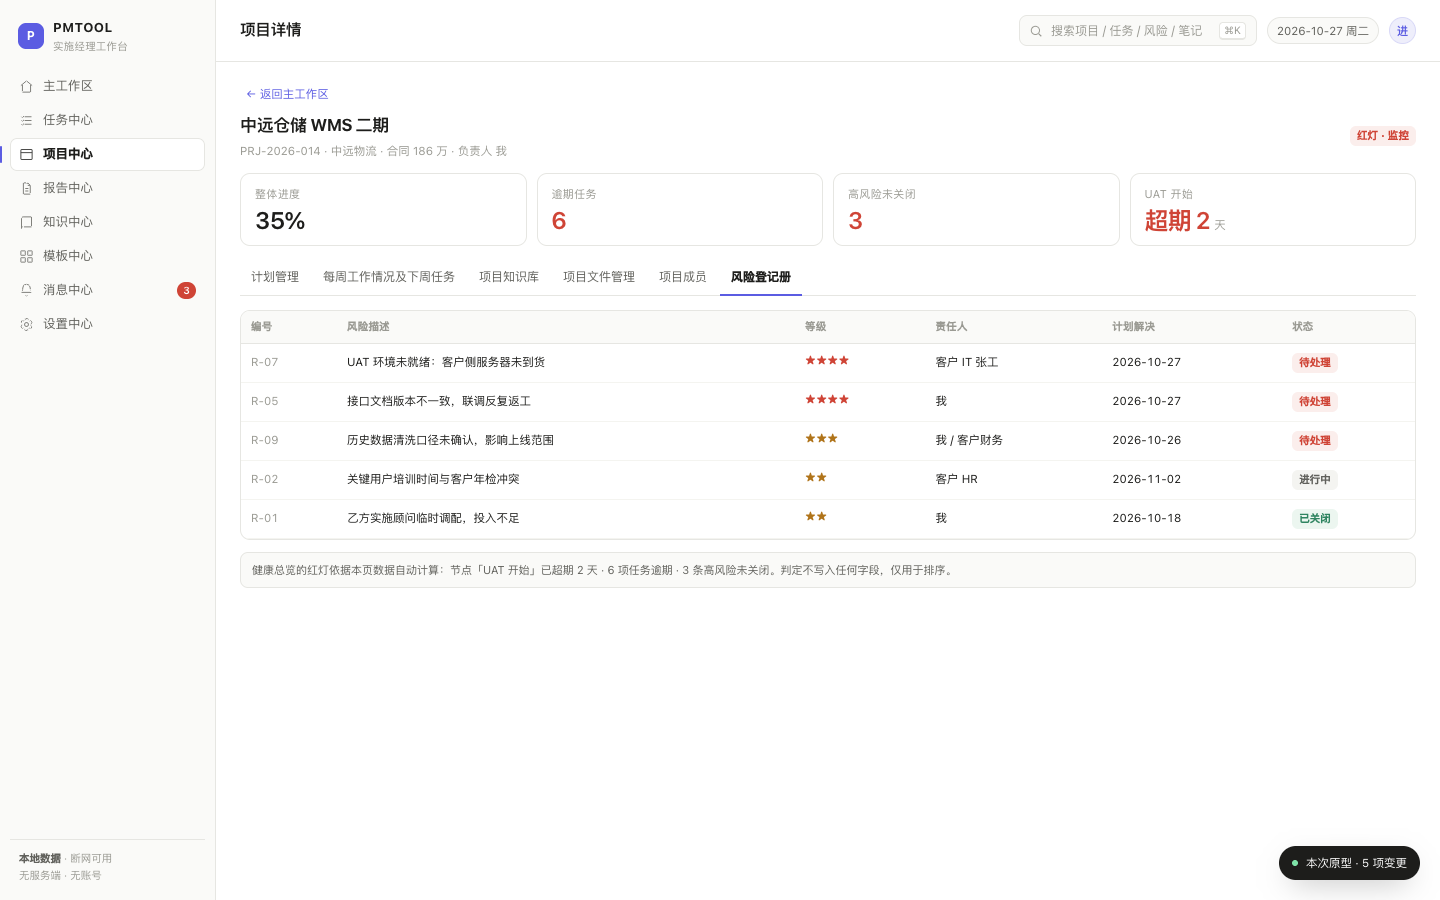 P
PMTOOL
实施经理工作台
主工作区
任务中心
项目中心
报告中心
知识中心
模板中心
消息中心 3
设置中心
本地数据 · 断网可用
无服务端 · 无账号
项目详情
搜索项目 / 任务 / 风险 / 笔记 ⌘K
2026-10-27 周二
进
← 返回主工作区
中远仓储 WMS 二期
PRJ-2026-014 · 中远物流 · 合同 186 万 · 负责人 我
红灯 · 监控
整体进度
35%
逾期任务
6
高风险未关闭
3
UAT 开始
超期 2 天
计划管理 每周工作情况及下周任务 项目知识库 项目文件管理 项目成员 风险登记册
编号 风险描述 等级 责任人 计划解决 状态
R-07 UAT 环境未就绪：客户侧服务器未到货 ★★★★ 客户 IT 张工 2026-10-27 待处理
R-05 接口文档版本不一致，联调反复返工 ★★★★ 我 2026-10-27 待处理
R-09 历史数据清洗口径未确认，影响上线范围 ★★★ 我 / 客户财务 2026-10-26 待处理
R-02 关键用户培训时间与客户年检冲突 ★★ 客户 HR 2026-11-02 进行中
R-01 乙方实施顾问临时调配，投入不足 ★★ 我 2026-10-18 已关闭
健康总览的红灯依据本页数据自动计算：节点「UAT 开始」已超期 2 天 · 6 项任务逾期 · 3 条高风险未关闭。判定不写入任何字段，仅用于排序。
本次原型 · 5 项变更